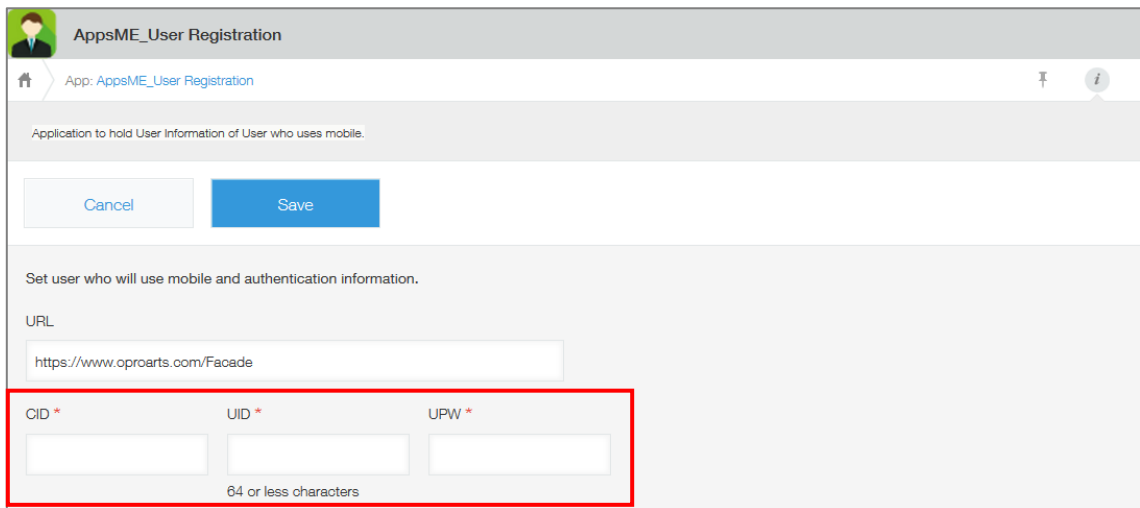 AppsME_User Registration
App: AppsME_User Registration
i
Application to hold User Information of User who uses mobile.
Cancel Save
Set user who will use mobile and authentication information.
URL
https://www.oproarts.com/Facade
CID * UID * UPW *
64 or less characters